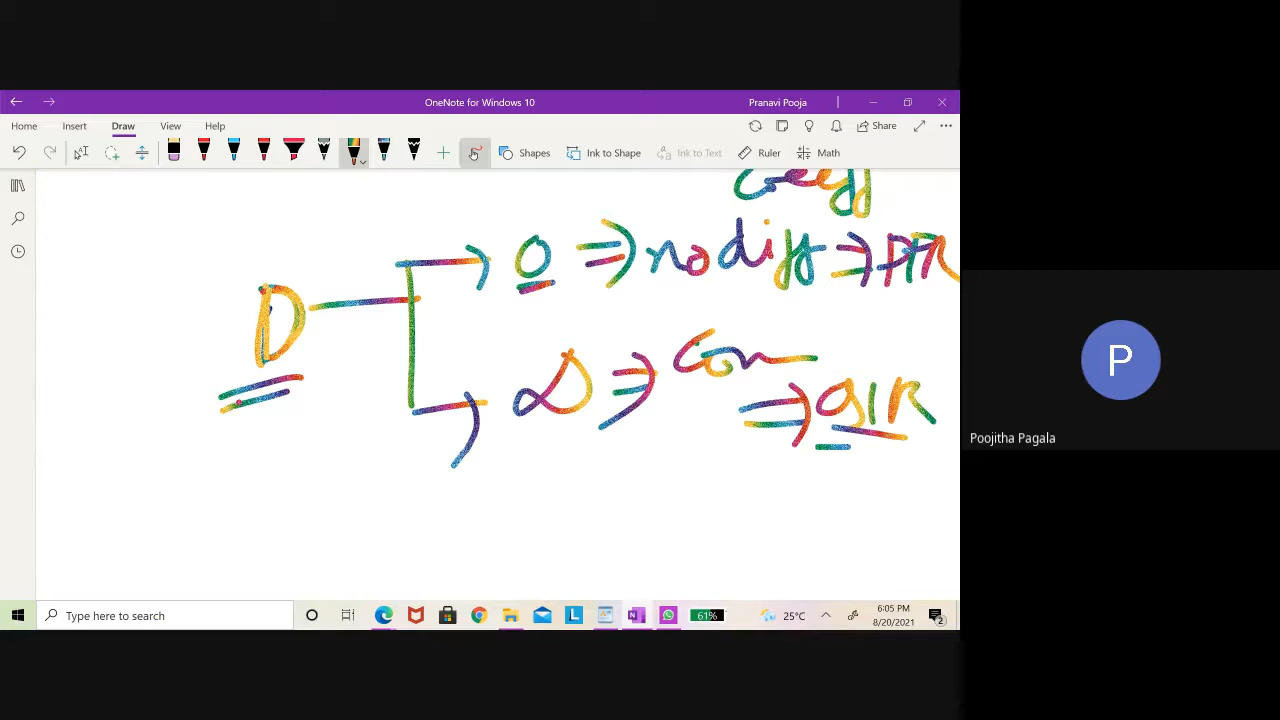 OneNote for Windows 10
Pranavi Pooja
Home Insert Draw View Help
Share
Shapes Ink to Shape Ink to Text Ruler Math
D
0 ⇒ no diff ⇒
⇒ Con
⇒
P
Poojitha Pagala
Type here to search
61%
25°C
6:05 PM
8/20/2021
2